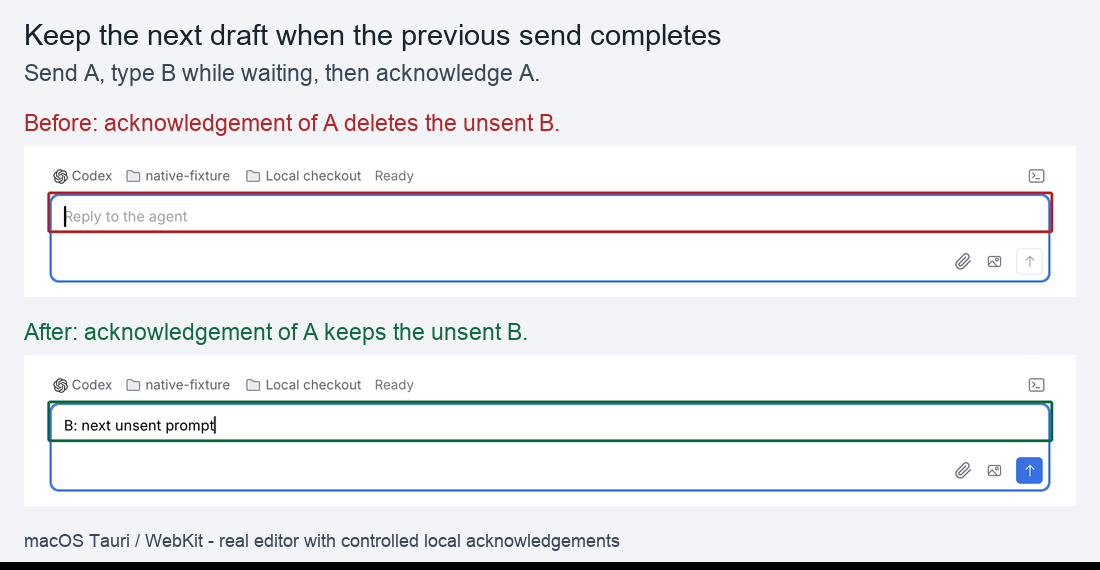 Keep the next draft when the previous send completes
Send A, type B while waiting, then acknowledge A.
Before: acknowledgement of A deletes the unsent B.
Codex native-fixture Local checkout Ready
Reply to the agent
After: acknowledgement of A keeps the unsent B.
Codex native-fixture Local checkout Ready
B: next unsent prompt
macOS Tauri / WebKit - real editor with controlled local acknowledgements